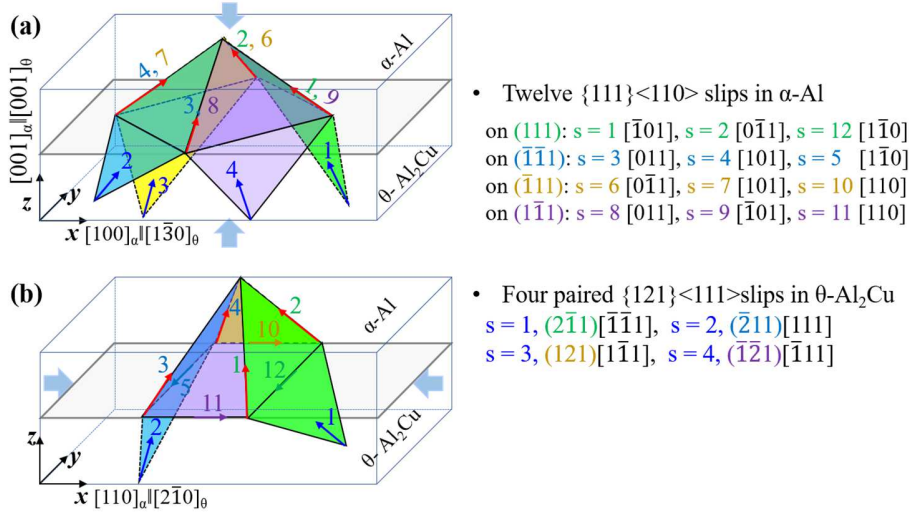 (a)
2, 6
4, 7
3 8
1, 9
α-Al
θ- Al₂Cu
2
3
4
1
[001]α‖[001]θ
z
y
x [100]α‖[13̄0]θ
• Twelve {111}<110> slips in α-Al
on (111): s = 1 [1̄01], s = 2 [01̄1], s = 12 [11̄0]
on (1̄1̄1): s = 3 [011], s = 4 [101], s = 5 [11̄0]
on (1̄11): s = 6 [01̄1], s = 7 [101], s = 10 [110]
on (11̄1): s = 8 [011], s = 9 [1̄01], s = 11 [110]
(b)
4
2
10
3
5
1
12
11
2
1
α-Al
θ- Al₂Cu
z
y
x [110]α‖[21̄0]θ
• Four paired {121}<111>slips in θ-Al₂Cu
s = 1, (21̄1)[1̄1̄1], s = 2, (2̄11)[111]
s = 3, (121)[11̄1], s = 4, (1̄2̄1)[1̄11]